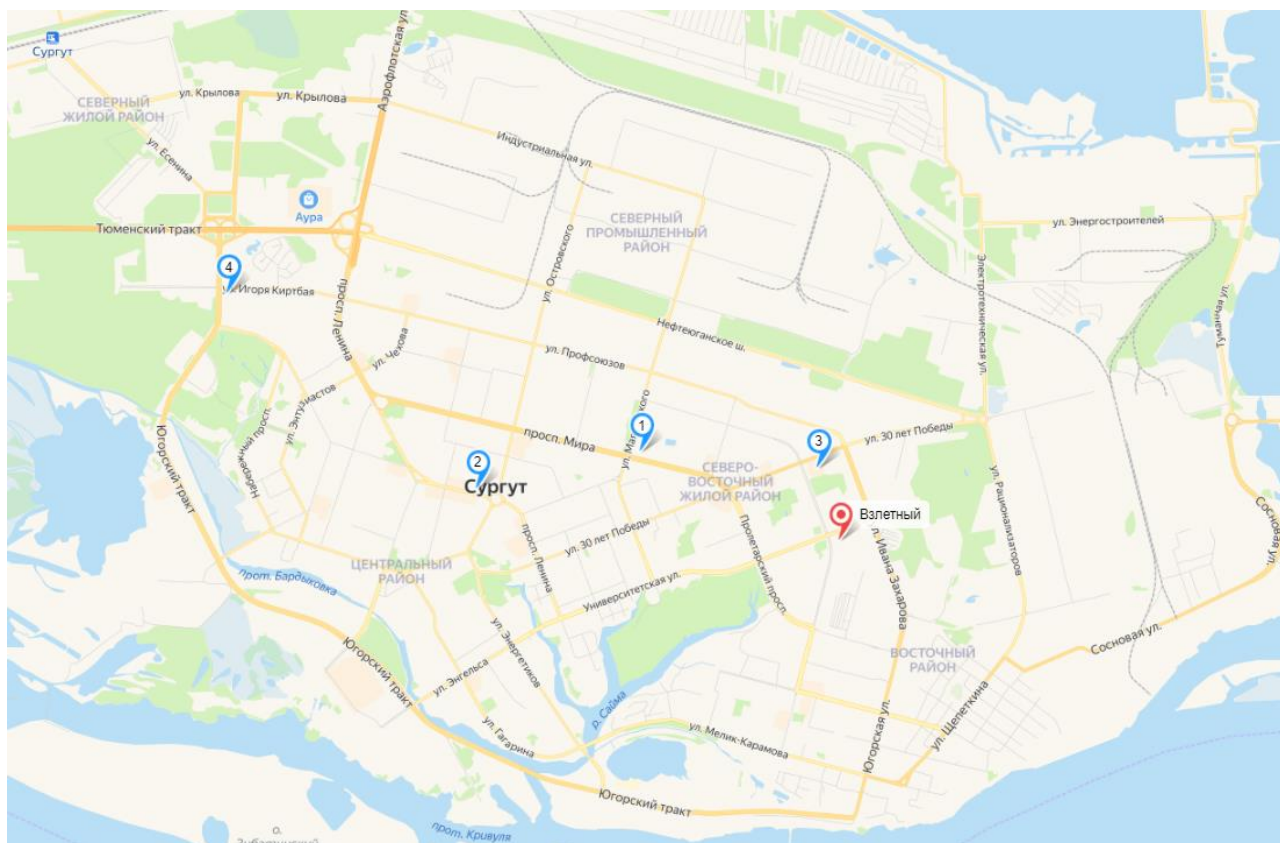 Сургут
СЕВЕРНЫЙ
ЖИЛОЙ РАЙОН
ул. Крылова
ул. Крылова
Аэрофлотская ул.
ул. Есенина
Индустриальная ул.
Аура
Тюменский тракт
СЕВЕРНЫЙ
ПРОМЫШЛЕННЫЙ
РАЙОН
ул. Энергостроителей
4
ул. Игоря Киртбая
просп. Ленина
ул. Островского
Электротехническая ул.
Туманная ул.
Нефтеюганское ш.
ул. Чехова
ул. Профсоюзов
ул. Энтузиастов
Набережный просп.
Югорский тракт
просп. Мира
1
3
ул. 30 лет Победы
2
Сургут
СЕВЕРО-
ВОСТОЧНЫЙ
ЖИЛОЙ РАЙОН
Взлетный
ул. Рационализаторов
Сосновая ул.
просп. Ленина
ул. 30 лет Победы
Пролетарский просп.
ул. Ивана Захарова
ЦЕНТРАЛЬНЫЙ
РАЙОН
прот. Бардыковка
Университетская ул.
ул. Энергетиков
Сосновая ул.
ВОСТОЧНЫЙ
РАЙОН
Югорский тракт
ул. Энгельса
р. Сайма
ул. Гагарина
ул. Мелик-Карамова
Югорская ул.
ул. Щепеткина
Югорский тракт
прот. Кривуля
о.